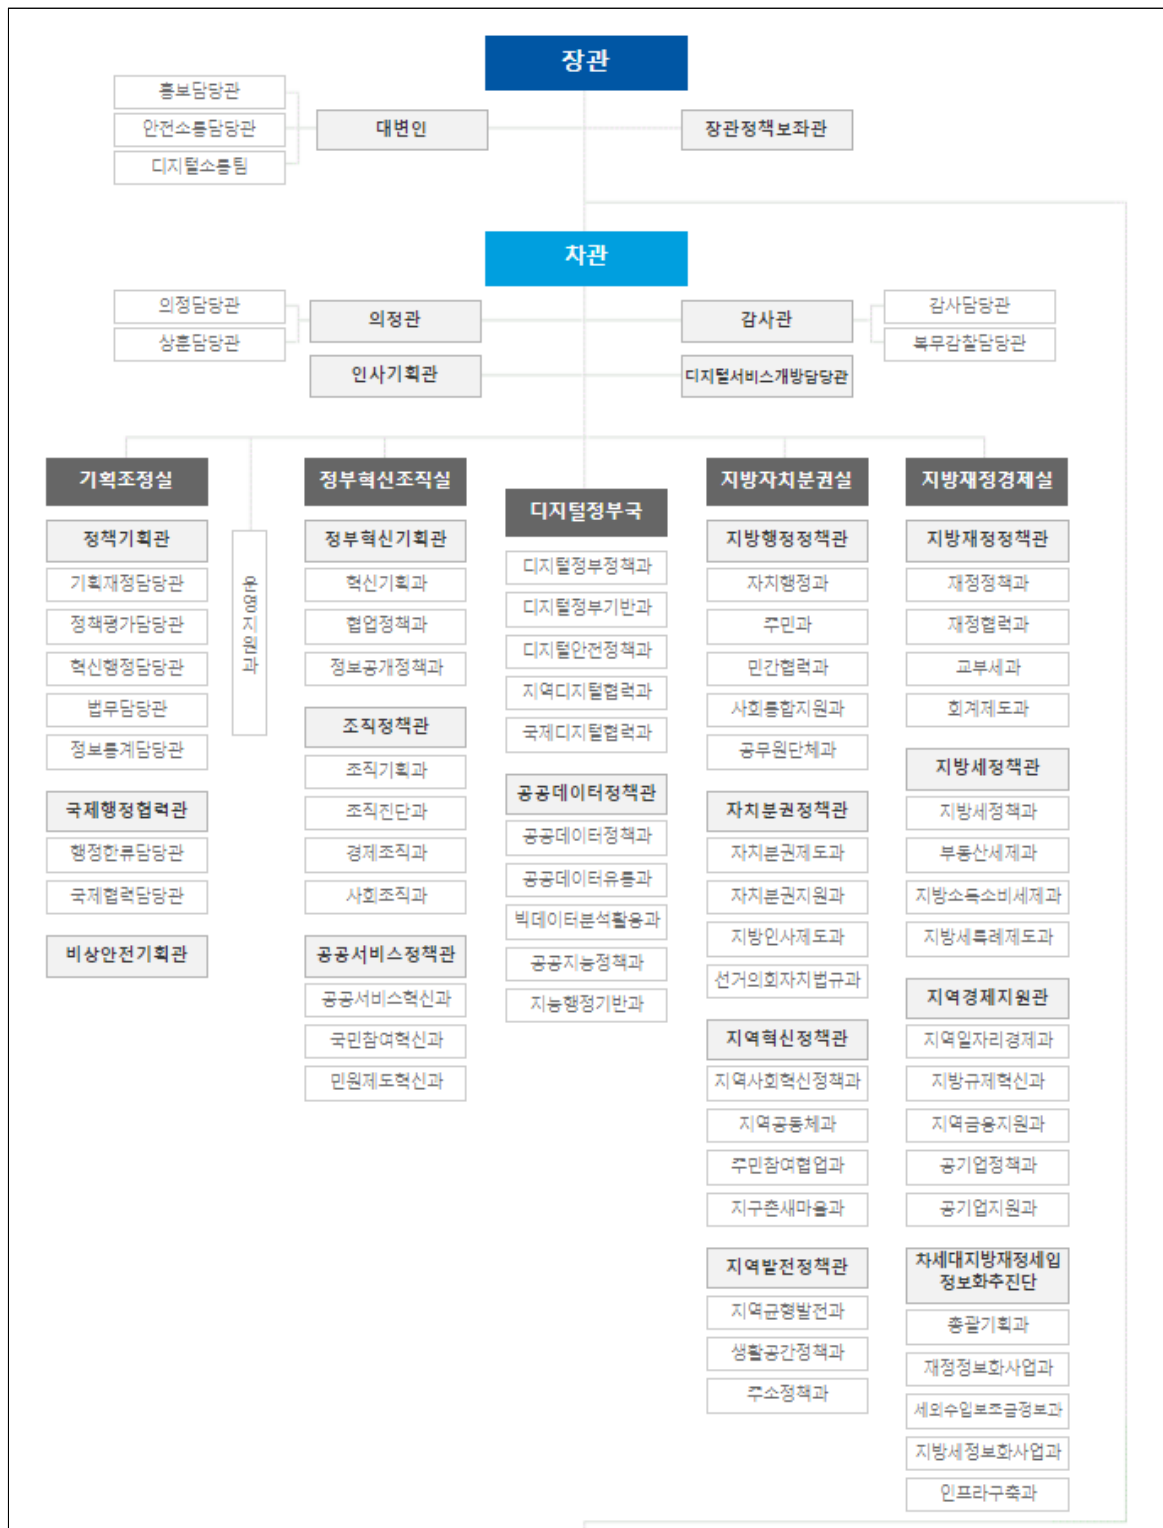 장관
홍보담당관
안전소통담당관
디지털소통팀
대변인
장관정책보좌관
차관
의정담당관
상훈담당관
의정관
인사기획관
감사관
디지털서비스개방담당관
감사담당관
복무감찰담당관
기획조정실
정책기획관
기획재정담당관
정책평가담당관
혁신행정담당관
법무담당관
정보통계담당관
국제행정협력관
행정한류담당관
국제협력담당관
비상안전기획관
운영지원과
정부혁신조직실
정부혁신기획관
혁신기획과
협업정책과
정보공개정책과
조직정책관
조직기획과
조직진단과
경제조직과
사회조직과
공공서비스정책관
공공서비스혁신과
국민참여혁신과
민원제도혁신과
디지털정부국
디지털정부정책과
디지털정부기반과
디지털안전정책과
지역디지털협력과
국제디지털협력과
공공데이터정책관
공공데이터정책과
공공데이터유통과
빅데이터분석활용과
공공지능정책과
지능행정기반과
지방자치분권실
지방행정정책관
자치행정과
주민과
민간협력과
사회통합지원과
공무원단체과
자치분권정책관
자치분권제도과
자치분권지원과
지방인사제도과
선거의회자치법규과
지역혁신정책관
지역사회혁신정책과
지역공동체과
주민참여협업과
지구촌새마을과
지역발전정책관
지역균형발전과
생활공간정책과
주소정책과
지방재정경제실
지방재정정책관
재정정책과
재정협력과
교부세과
회계제도과
지방세정책관
지방세정책과
부동산세제과
지방소득소비세제과
지방세특례제도과
지역경제지원관
지역일자리경제과
지방규제혁신과
지역금융지원과
공기업정책과
공기업지원과
차세대지방재정세입
정보화추진단
총괄기획과
재정정보화사업과
세외수입보조금정보과
지방세정보화사업과
인프라구축과